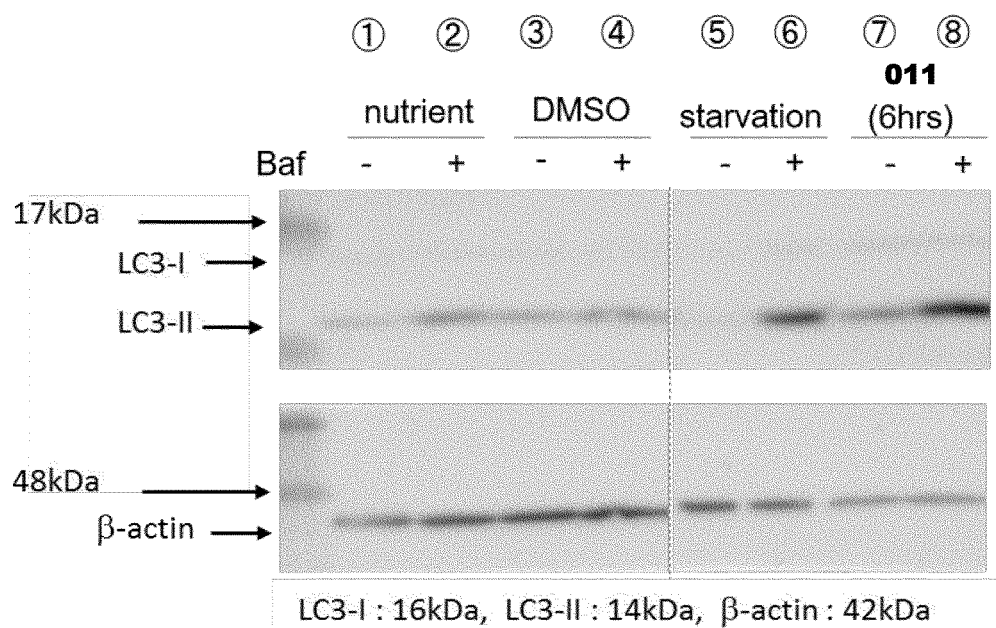 ① ② ③ ④ ⑤ ⑥ ⑦ ⑧
011
nutrient DMSO starvation (6hrs)
Baf - + - + - + - +
17kDa
LC3-I
LC3-II
48kDa
β-actin
LC3-I : 16kDa, LC3-II : 14kDa, β-actin : 42kDa